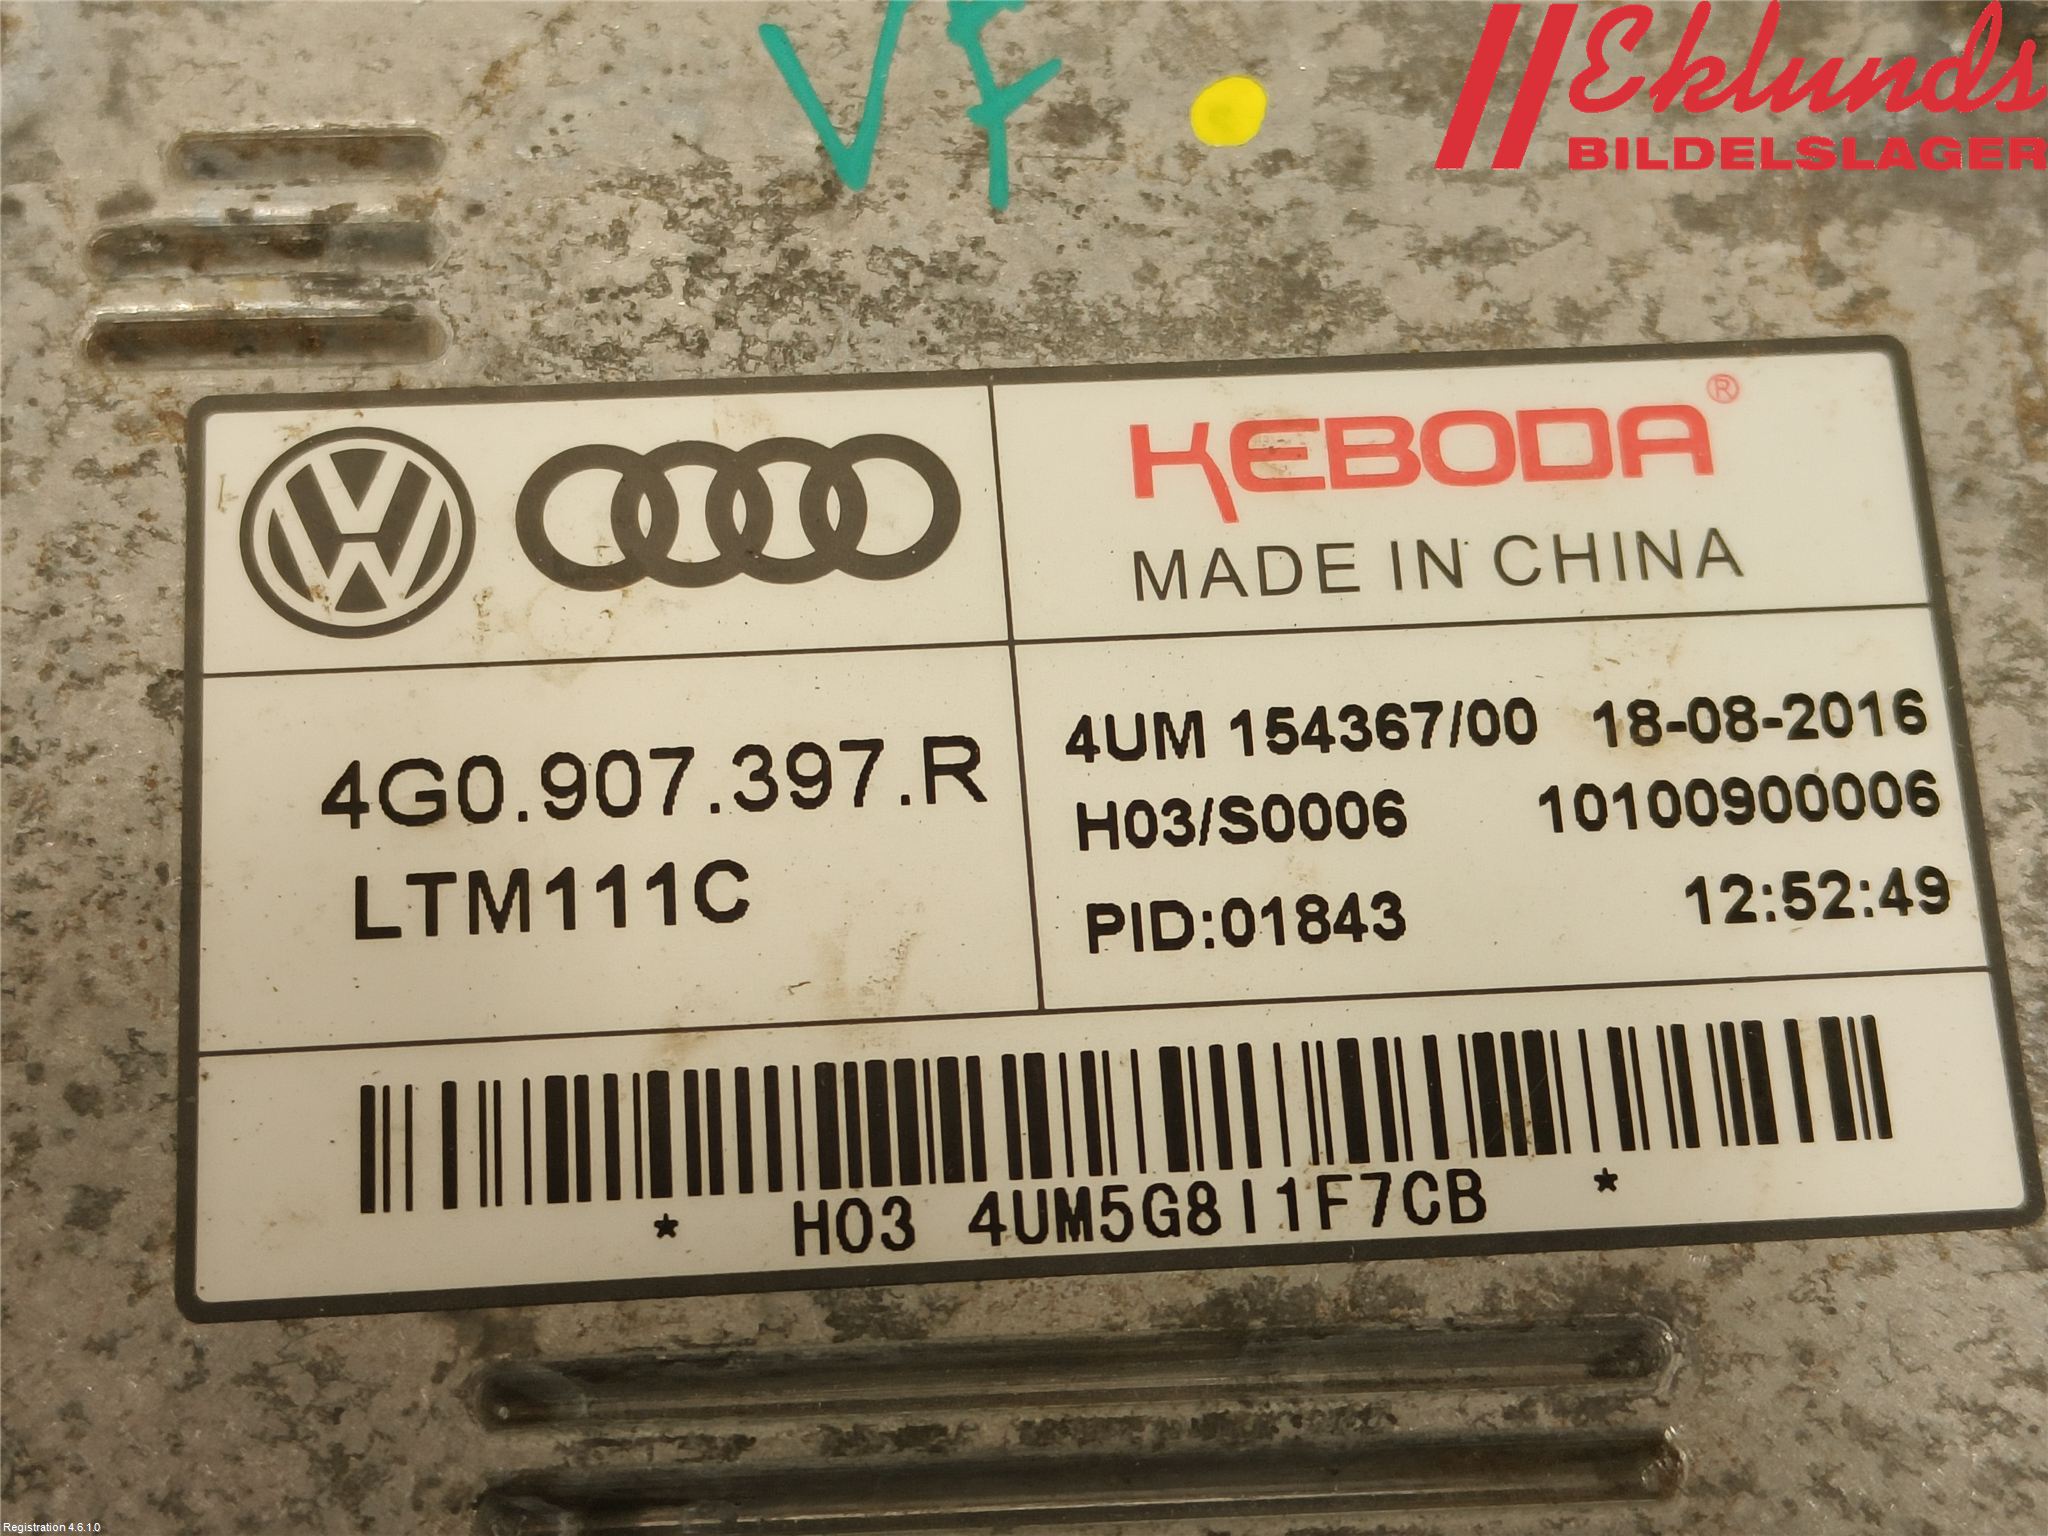 VF
Eklunds
BILDELSLAGER
KEBODA®
MADE IN CHINA
4G0.907.397.R
LTM111C
4UM 154367/00 18-08-2016
H03/S0006 10100900006
PID:01843 12:52:49
* H03 4UM5G8I1F7CB *
Registration 4.6.1.0